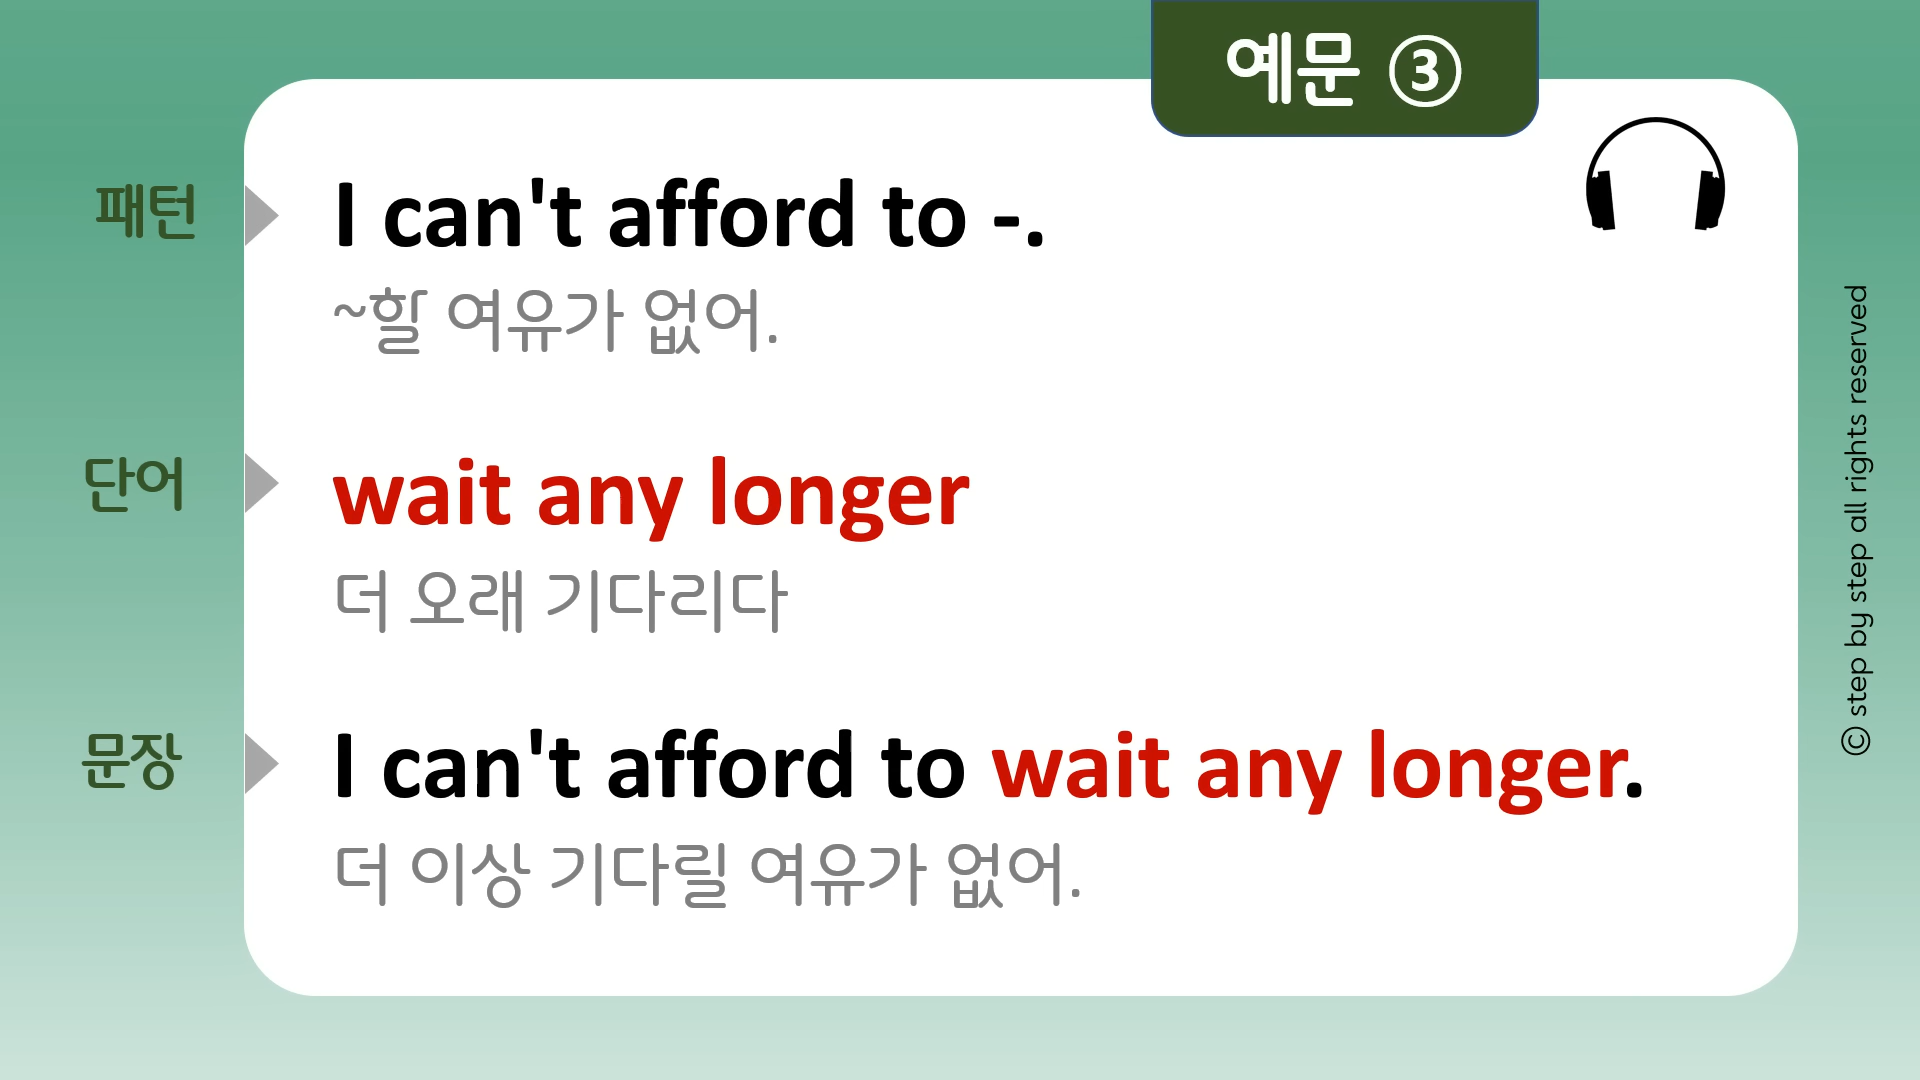 예문 ③
패턴
I can't afford to -.
~할 여유가 없어.
단어
wait any longer
더 오래 기다리다
문장
I can't afford to wait any longer.
더 이상 기다릴 여유가 없어.
© step by step all rights reserved